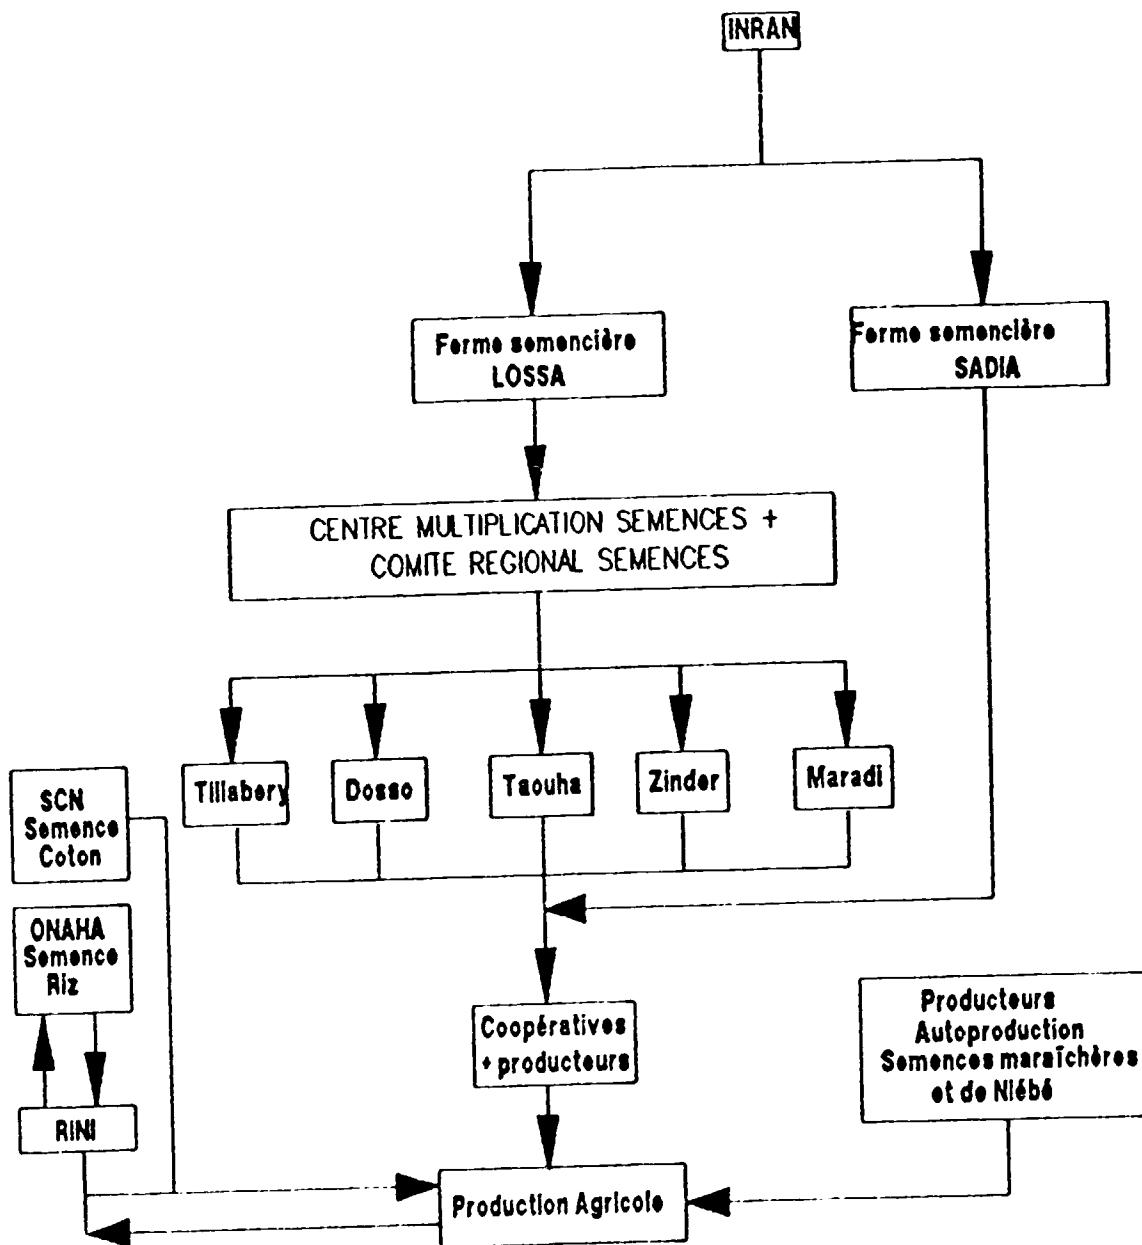 INRAN
Ferme semencière
LOSSA
Ferme semencière
SADIA
CENTRE MULTIPLICATION SEMENCES +
COMITE REGIONAL SEMENCES
Tillabery
Dosso
Taouha
Zinder
Maradi
SCN
Semence
Coton
ONAHA
Semence
Riz
RINI
Coopératives
+ producteurs
Producteurs
Autoproduction
Semences maraîchères
et de Niébé
Production Agricole